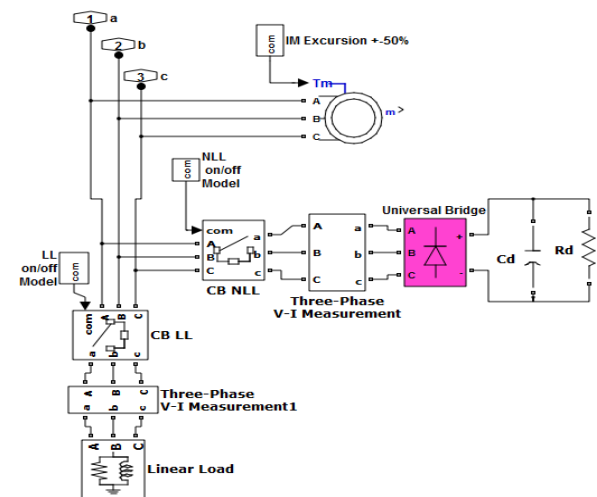 1 a
2 b
3 c
com
IM Excursion +-50%
Tm
A
B
C
m
NLL
on/off
Model
com
com
A
B
C
a
b
c
CB NLL
A
B
C
a
b
c
Three-Phase
V-I Measurement
Universal Bridge
A
B
C
+
-
Cd
Rd
LL
on/off
Model
com
com
A
B
C
a
b
c
CB LL
A
B
C
a
b
c
Three-Phase
V-I Measurement1
A
B
C
Linear Load